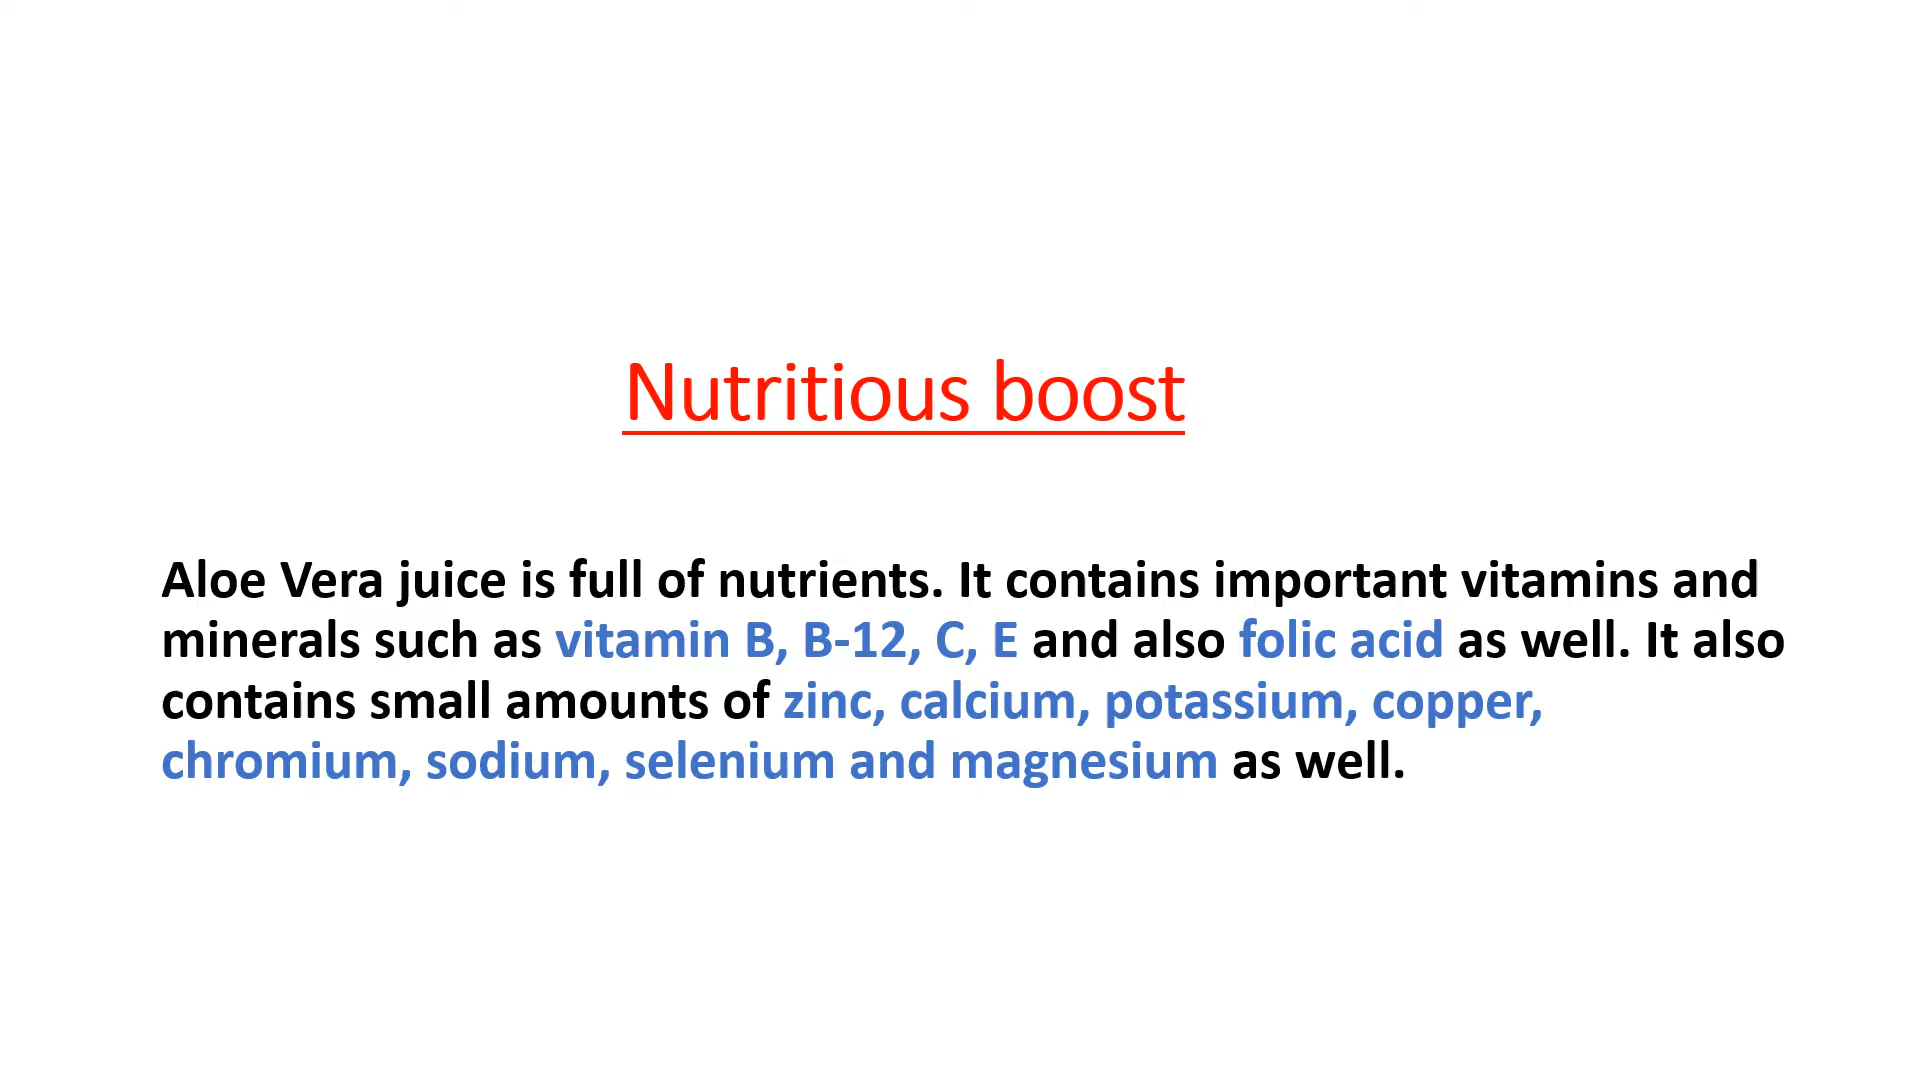 Nutritious boost
Aloe Vera juice is full of nutrients. It contains important vitamins and
minerals such as vitamin B, B-12, C, E and also folic acid as well. It also
contains small amounts of zinc, calcium, potassium, copper,
chromium, sodium, selenium and magnesium as well.